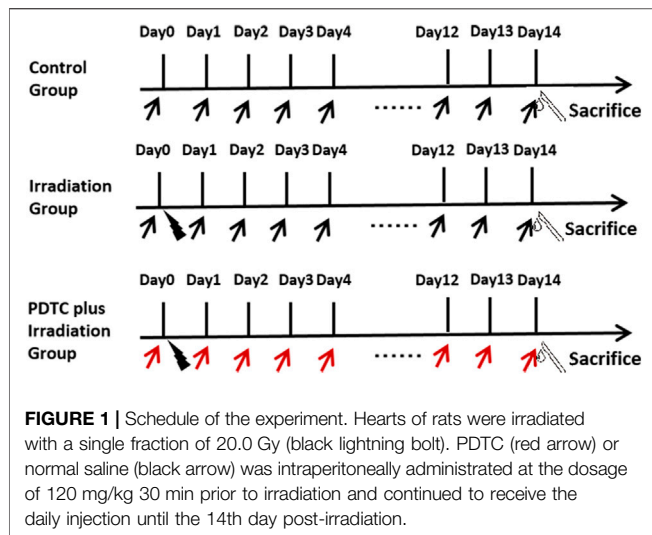 Day0 Day1 Day2 Day3 Day4 Day12 Day13 Day14
Control
Group
...... Sacrifice
Day0 Day1 Day2 Day3 Day4 Day12 Day13 Day14
Irradiation
Group
...... Sacrifice
Day0 Day1 Day2 Day3 Day4 Day12 Day13 Day14
PDTC plus
Irradiation
Group
...... Sacrifice
FIGURE 1 | Schedule of the experiment. Hearts of rats were irradiated
with a single fraction of 20.0 Gy (black lightning bolt). PDTC (red arrow) or
normal saline (black arrow) was intraperitoneally administrated at the dosage
of 120 mg/kg 30 min prior to irradiation and continued to receive the
daily injection until the 14th day post-irradiation.